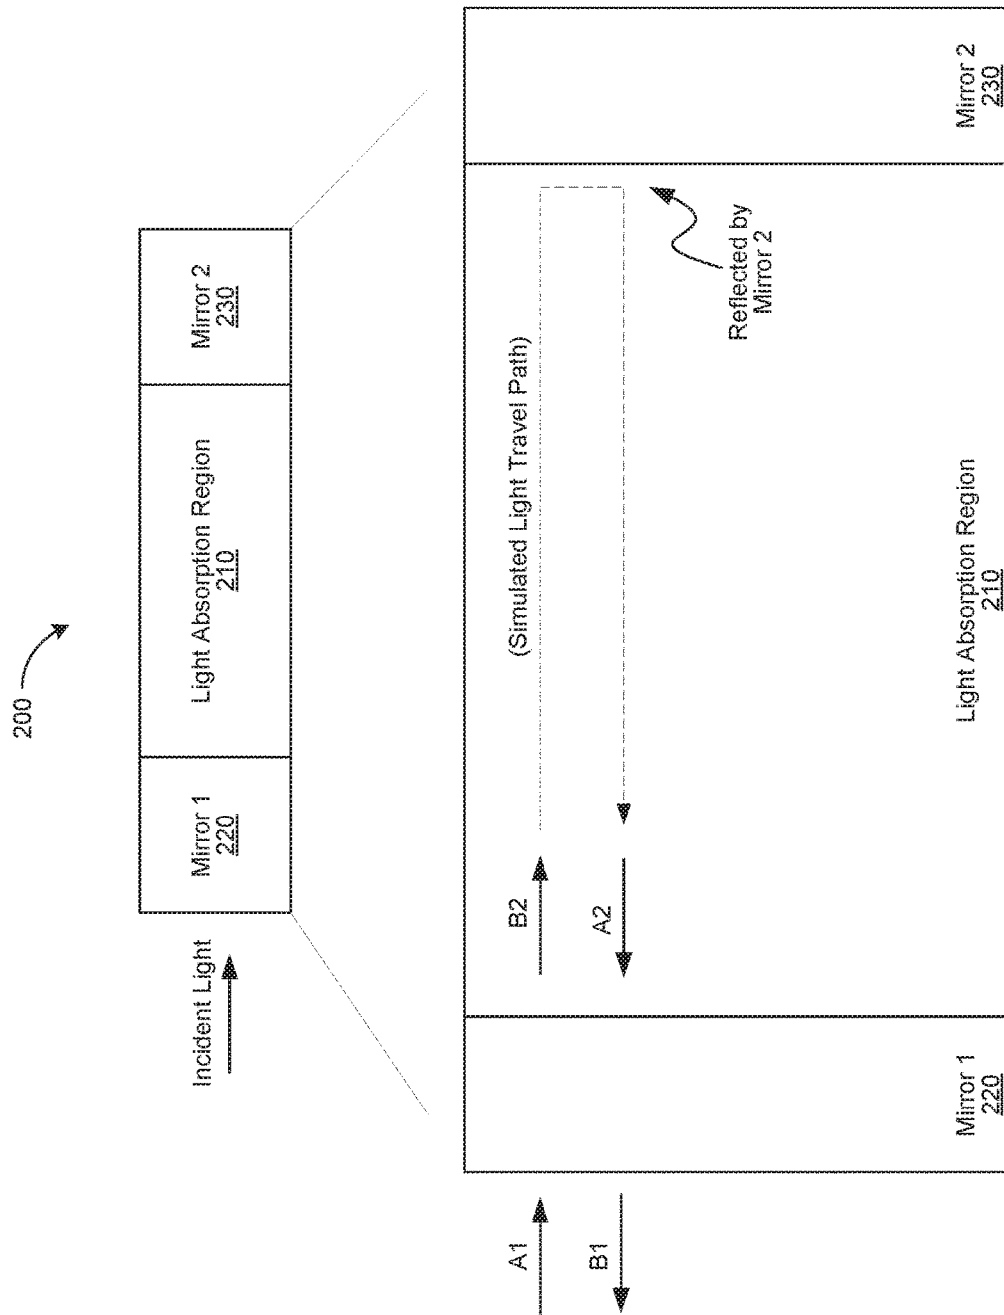 200
Incident Light
Mirror 1
220
Light Absorption Region
210
Mirror 2
230
A1
B1
B2
A2
(Simulated Light Travel Path)
Reflected by
Mirror 2
Mirror 1
220
Light Absorption Region
210
Mirror 2
230